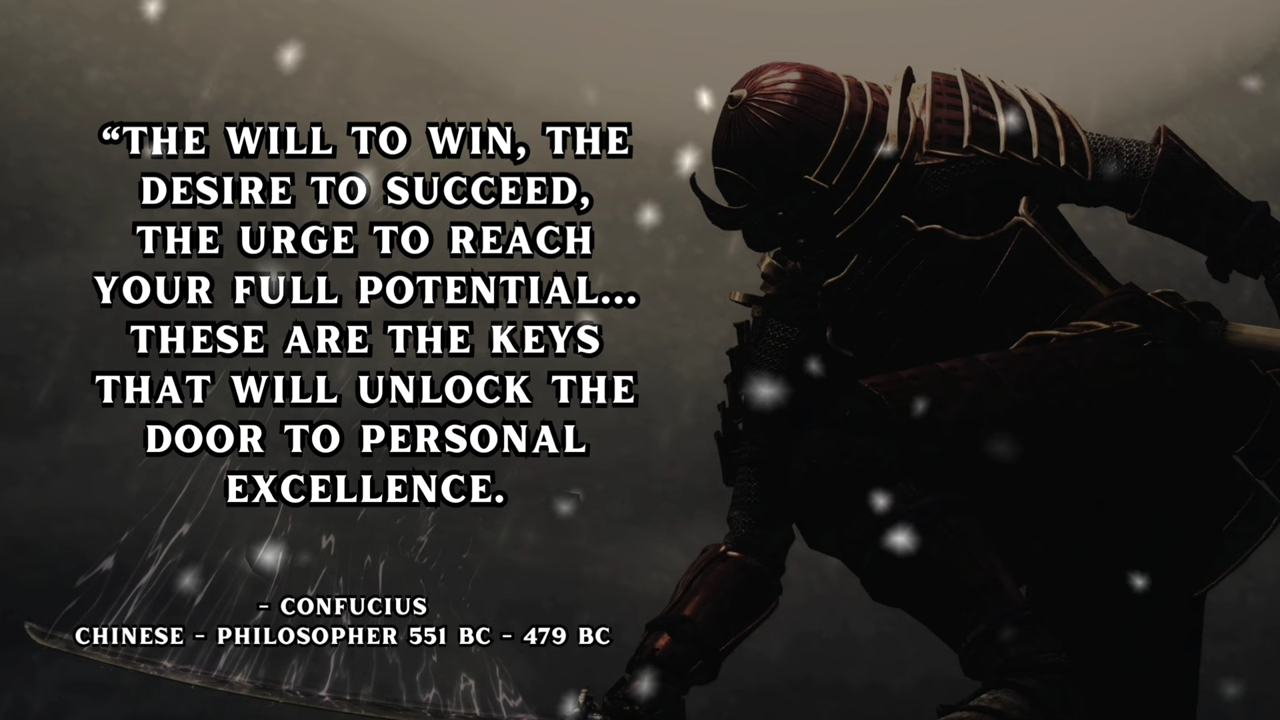 “THE WILL TO WIN, THE
DESIRE TO SUCCEED,
THE URGE TO REACH
YOUR FULL POTENTIAL...
THESE ARE THE KEYS
THAT WILL UNLOCK THE
DOOR TO PERSONAL
EXCELLENCE.
- CONFUCIUS
CHINESE - PHILOSOPHER 551 BC - 479 BC